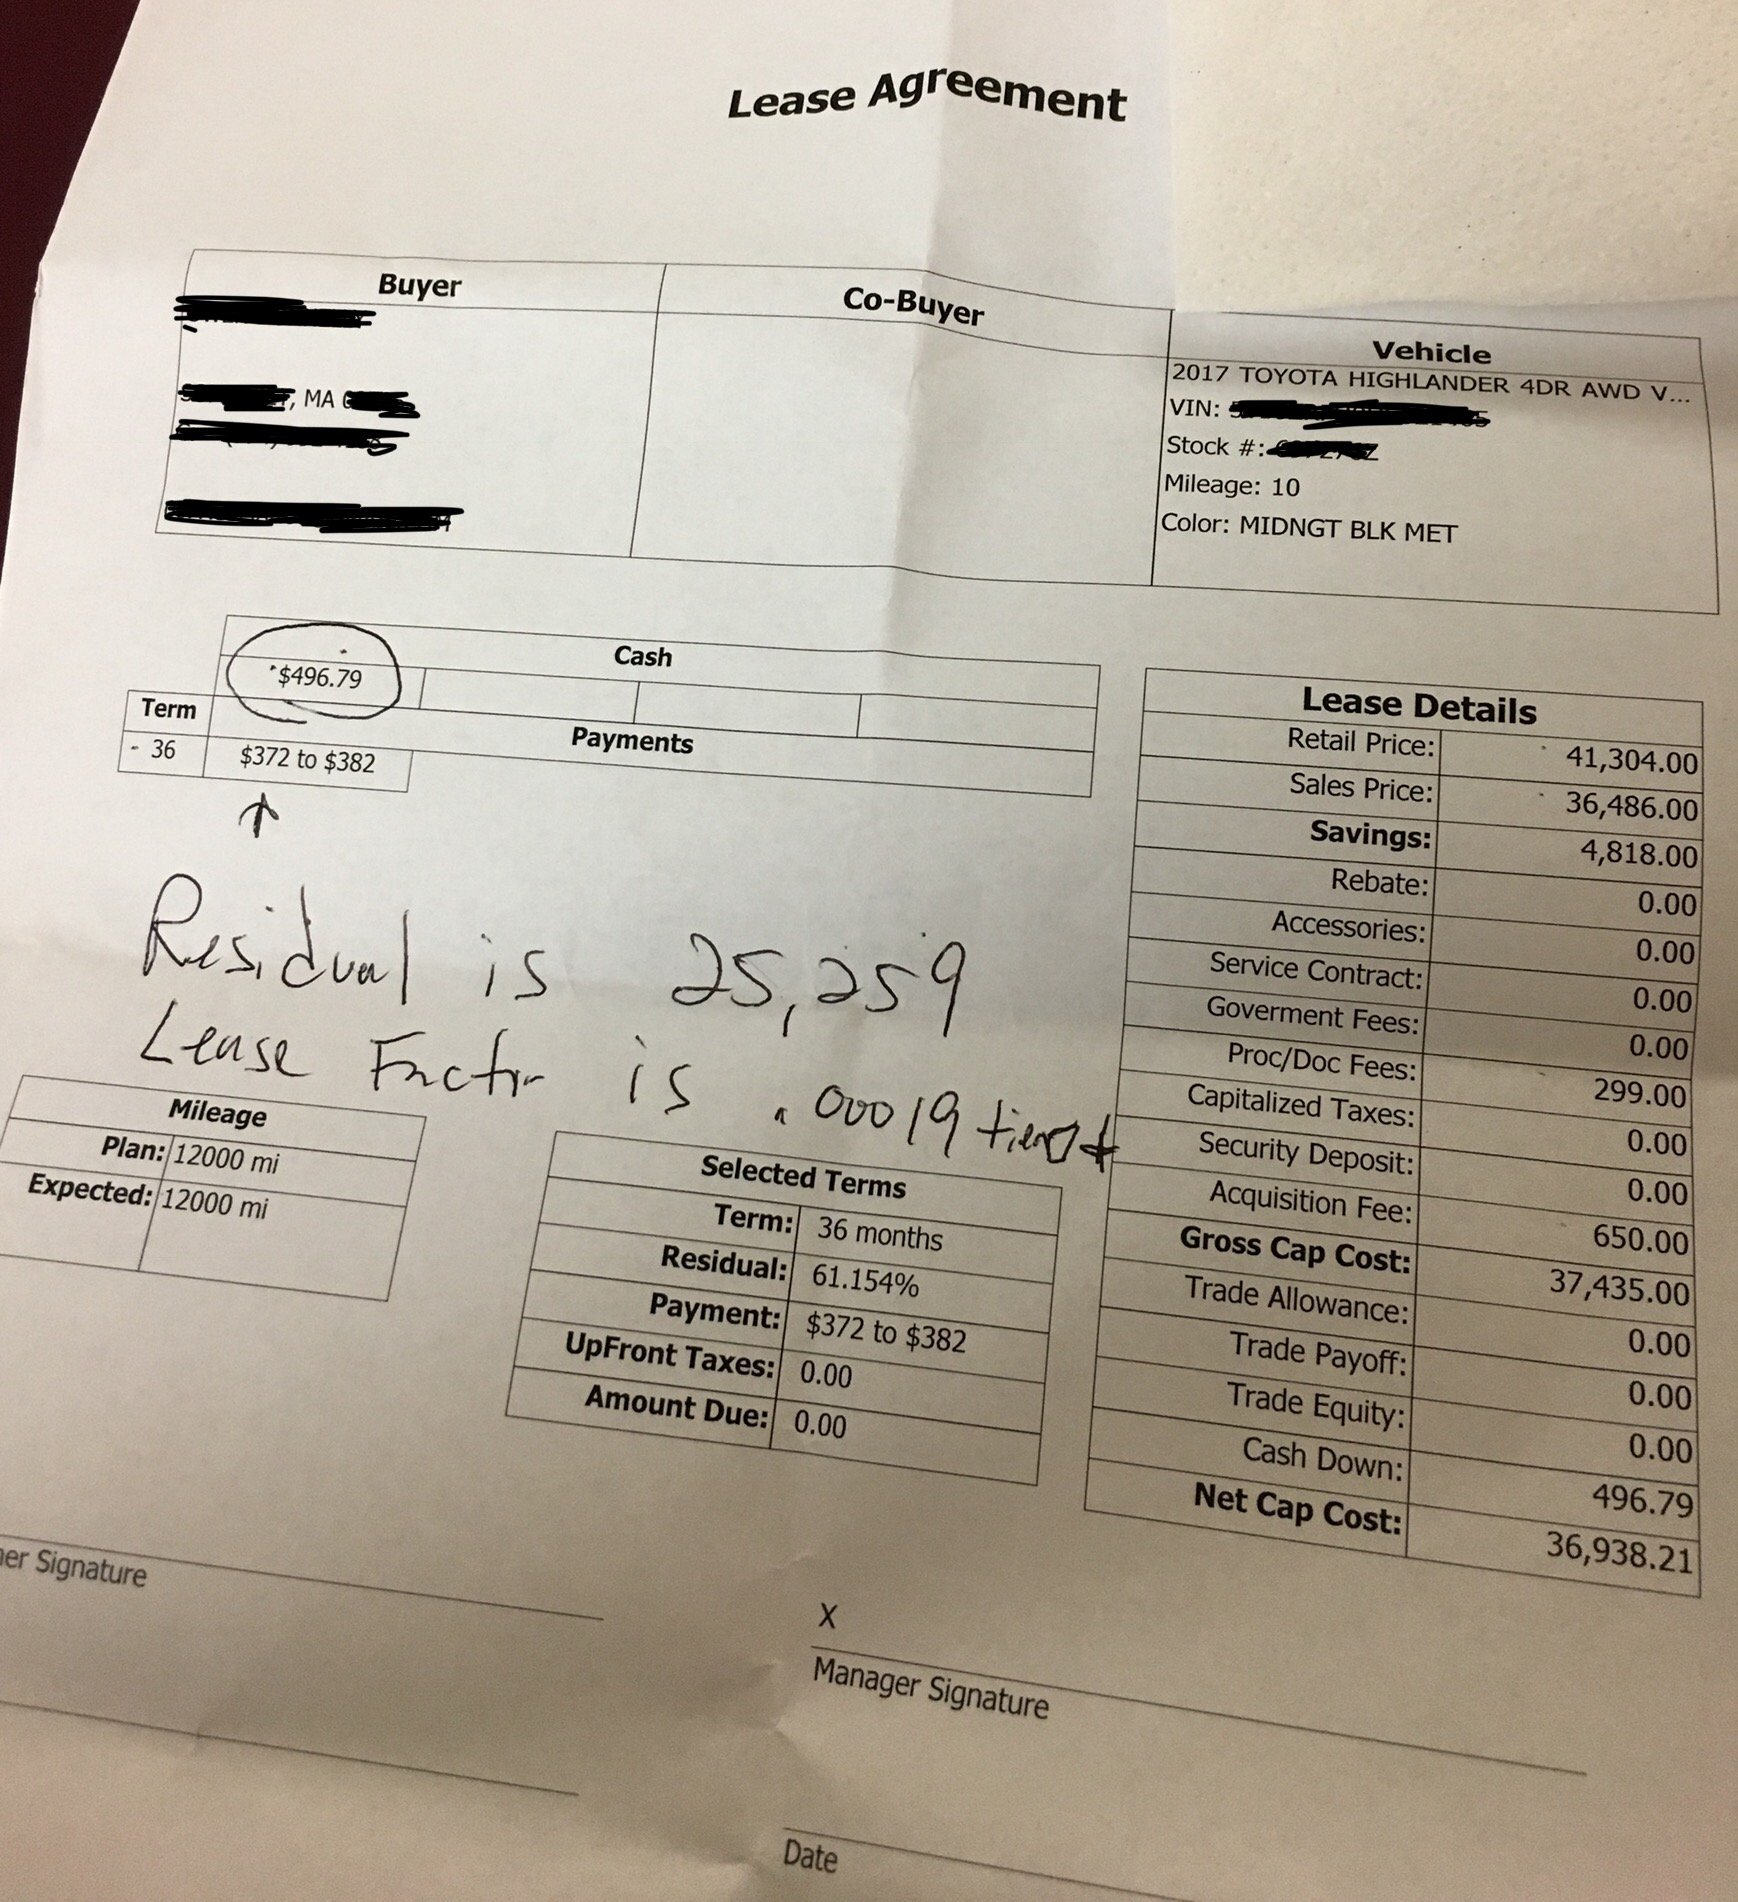 Lease Agreement
Buyer
, MA
Co-Buyer
Vehicle
2017 TOYOTA HIGHLANDER 4DR AWD V...
VIN:
Stock #:
Mileage: 10
Color: MIDNGT BLK MET
Cash
$496.79
Term
Payments
36 $372 to $382
Residual is 25,259
Lease Factor is .00019 tier 1+
Mileage
Plan: 12000 mi
Expected: 12000 mi
Selected Terms
Term: 36 months
Residual: 61.154%
Payment: $372 to $382
UpFront Taxes: 0.00
Amount Due: 0.00
Lease Details
Retail Price: 41,304.00
Sales Price: 36,486.00
Savings: 4,818.00
Rebate: 0.00
Accessories: 0.00
Service Contract: 0.00
Goverment Fees: 0.00
Proc/Doc Fees: 299.00
Capitalized Taxes: 0.00
Security Deposit: 0.00
Acquisition Fee: 650.00
Gross Cap Cost: 37,435.00
Trade Allowance: 0.00
Trade Payoff: 0.00
Trade Equity: 0.00
Cash Down: 496.79
Net Cap Cost: 36,938.21
er Signature
X
Manager Signature
Date